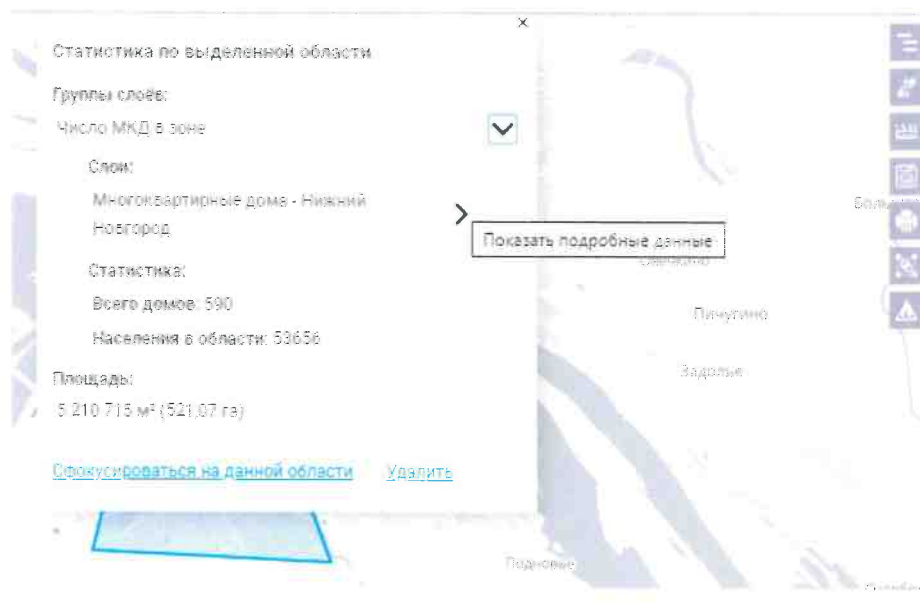 ×
Статистика по выделенной области
Группы слоёв:
Число МКД в зоне
Слои:
Многоквартирные дома - Нижний
Новгород
Показать подробные данные
Статистика:
Всего домов: 590
Населения в области: 53656
Пичугино
Площадь:
Задолье
5 210 715 м² (521,07 га)
Сфокусироваться на данной области Удалить
Подновье